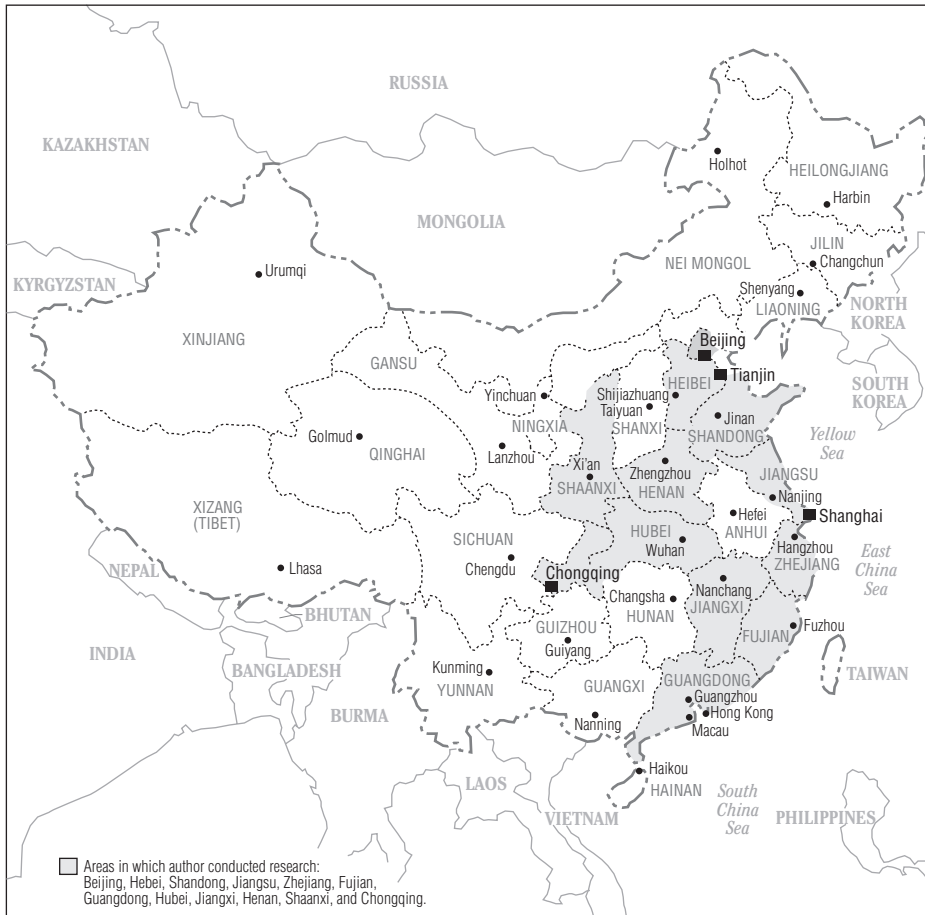 RUSSIA
KAZAKHSTAN
Holhot
HEILONGJIANG
Harbin
MONGOLIA
JILIN
Changchun
NEI MONGOL
Urumqi
KYRGYZSTAN
Shenyang
LIAONING
NORTH
KOREA
XINJIANG
Beijing
GANSU
Tianjin
HEIBEI
SOUTH
KOREA
Yinchuan
Shijiazhuang
Taiyuan
NINGXIA
SHANXI
Jinan
SHANDONG
Yellow
Sea
Golmud
QINGHAI
Lanzhou
Xi'an
SHAANXI
Zhengzhou
HENAN
JIANGSU
Nanjing
XIZANG
(TIBET)
Hefei
ANHUI
Shanghai
HUBEI
Wuhan
SICHUAN
Chengdu
Hangzhou
ZHEJIANG
East
China
Sea
NEPAL
Lhasa
Chongqing
Nanchang
JIANGXI
Changsha
HUNAN
BHUTAN
GUIZHOU
Guiyang
FUJIAN
Fuzhou
INDIA
BANGLADESH
Kunming
YUNNAN
GUANGXI
GUANGDONG
Guangzhou
TAIWAN
BURMA
Nanning
Hong Kong
Macau
Haikou
HAINAN
LAOS
South
China
Sea
VIETNAM
PHILIPPINES
Areas in which author conducted research:
Beijing, Hebei, Shandong, Jiangsu, Zhejiang, Fujian,
Guangdong, Hubei, Jiangxi, Henan, Shaanxi, and Chongqing.